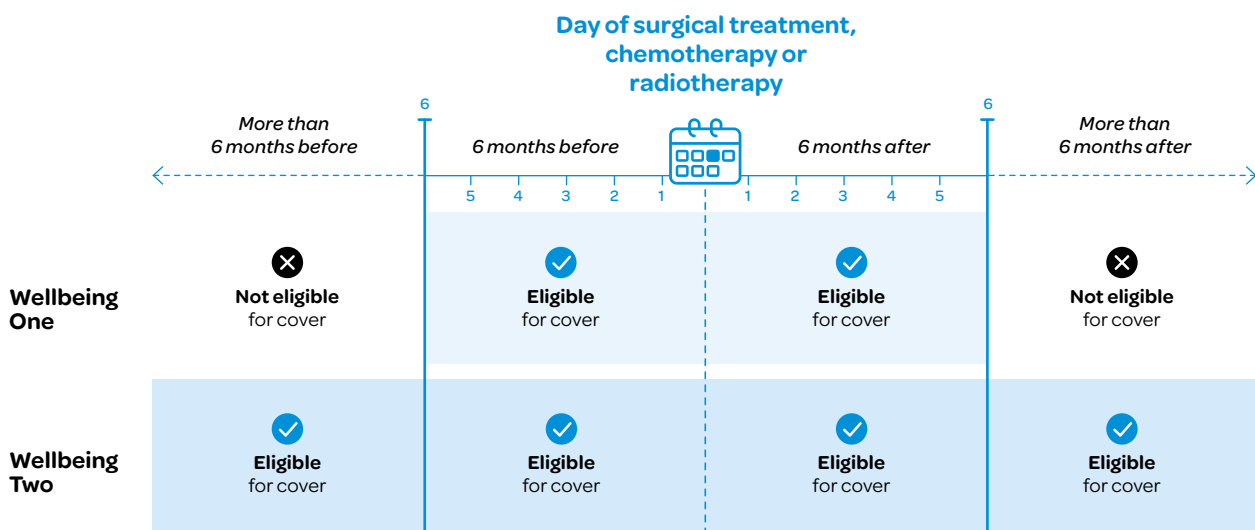 Day of surgical treatment,
chemotherapy or
radiotherapy
6
6
More than
6 months before
6 months before
6 months after
More than
6 months after
5 4 3 2 1 1 2 3 4 5
Wellbeing
One
Not eligible
for cover
Eligible
for cover
Eligible
for cover
Not eligible
for cover
Wellbeing
Two
Eligible
for cover
Eligible
for cover
Eligible
for cover
Eligible
for cover